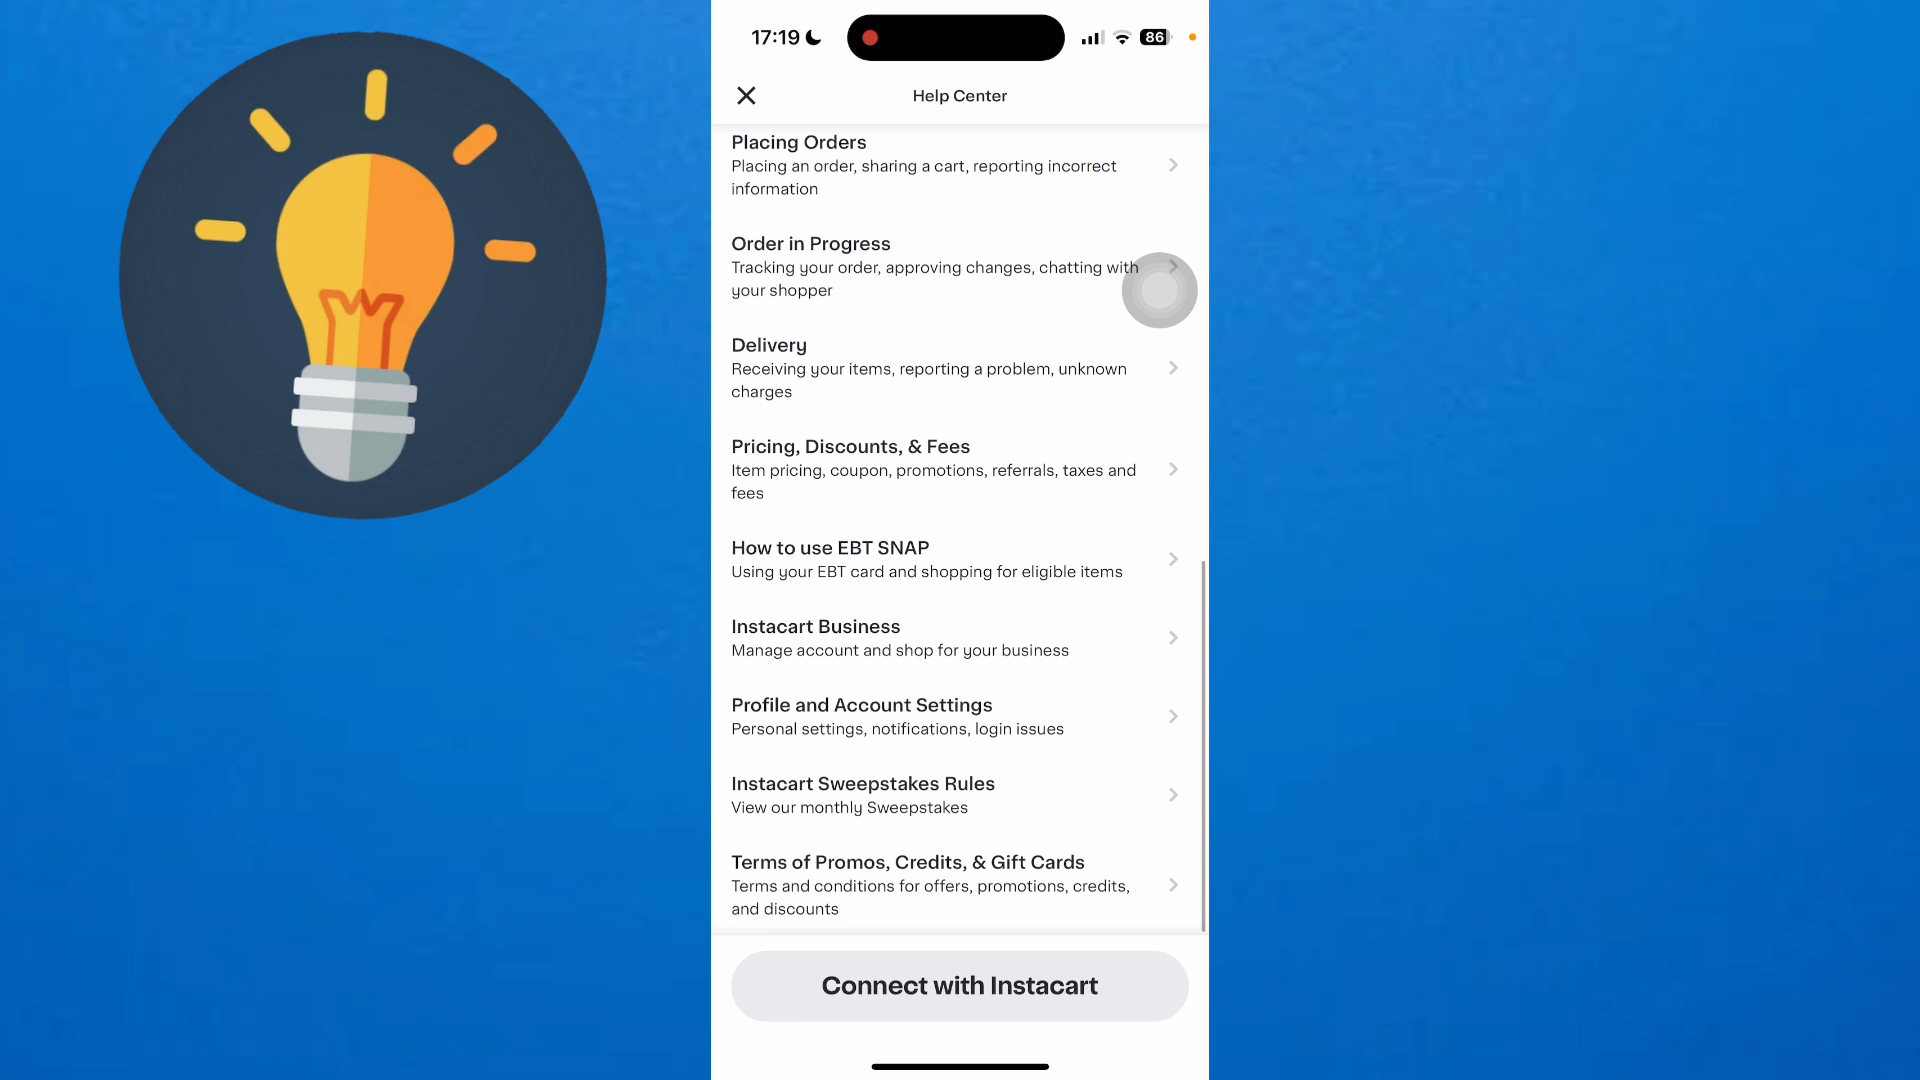 17:19
86
Help Center
Placing Orders
Placing an order, sharing a cart, reporting incorrect
information
Order in Progress
Tracking your order, approving changes, chatting with
your shopper
Delivery
Receiving your items, reporting a problem, unknown
charges
Pricing, Discounts, & Fees
Item pricing, coupon, promotions, referrals, taxes and
fees
How to use EBT SNAP
Using your EBT card and shopping for eligible items
Instacart Business
Manage account and shop for your business
Profile and Account Settings
Personal settings, notifications, login issues
Instacart Sweepstakes Rules
View our monthly Sweepstakes
Terms of Promos, Credits, & Gift Cards
Terms and conditions for offers, promotions, credits,
and discounts
Connect with Instacart